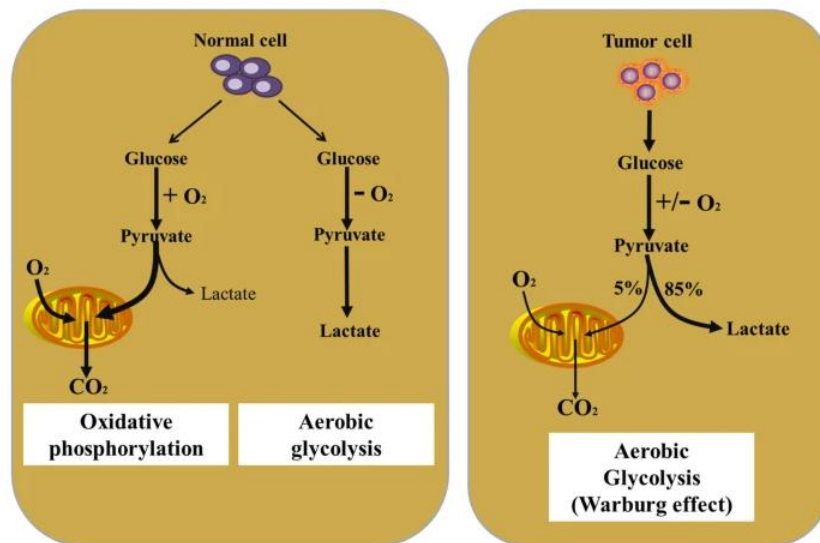 Normal cell
Glucose
+ O₂
Pyruvate
O₂
Lactate
CO₂
Oxidative
phosphorylation
Glucose
- O₂
Pyruvate
Lactate
Aerobic
glycolysis
Tumor cell
Glucose
+/- O₂
Pyruvate
O₂
5%
85%
Lactate
CO₂
Aerobic
Glycolysis
(Warburg effect)